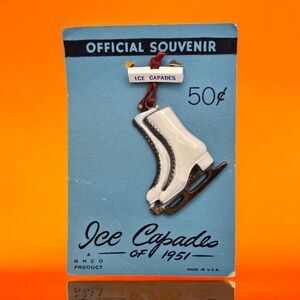 OFFICIAL SOUVENIR
ICE CAPADES
50¢
Ice Capades
OF 1951
A
GNCO
PRODUCT
MADE IN U.S.A.